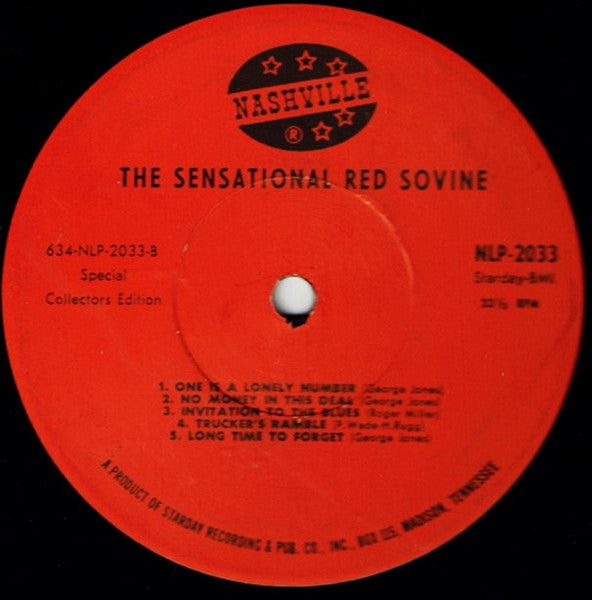 NASHVILLE
®
THE SENSATIONAL RED SOVINE
634-NLP-2033-B
Special
Collectors Edition
NLP-2033
Starday-BMI
33⅓ RPM
1. ONE IS A LONELY NUMBER (George Jones)
2. NO MONEY IN THIS DEAL (George Jones)
3. INVITATION TO THE BLUES (Roger Miller)
4. TRUCKER'S RAMBLE (P. Wade-H. Rugg)
5. LONG TIME TO FORGET (George Jones)
A PRODUCT OF STARDAY RECORDING & PUB. CO., INC., BOX 115, MADISON, TENNESSEE